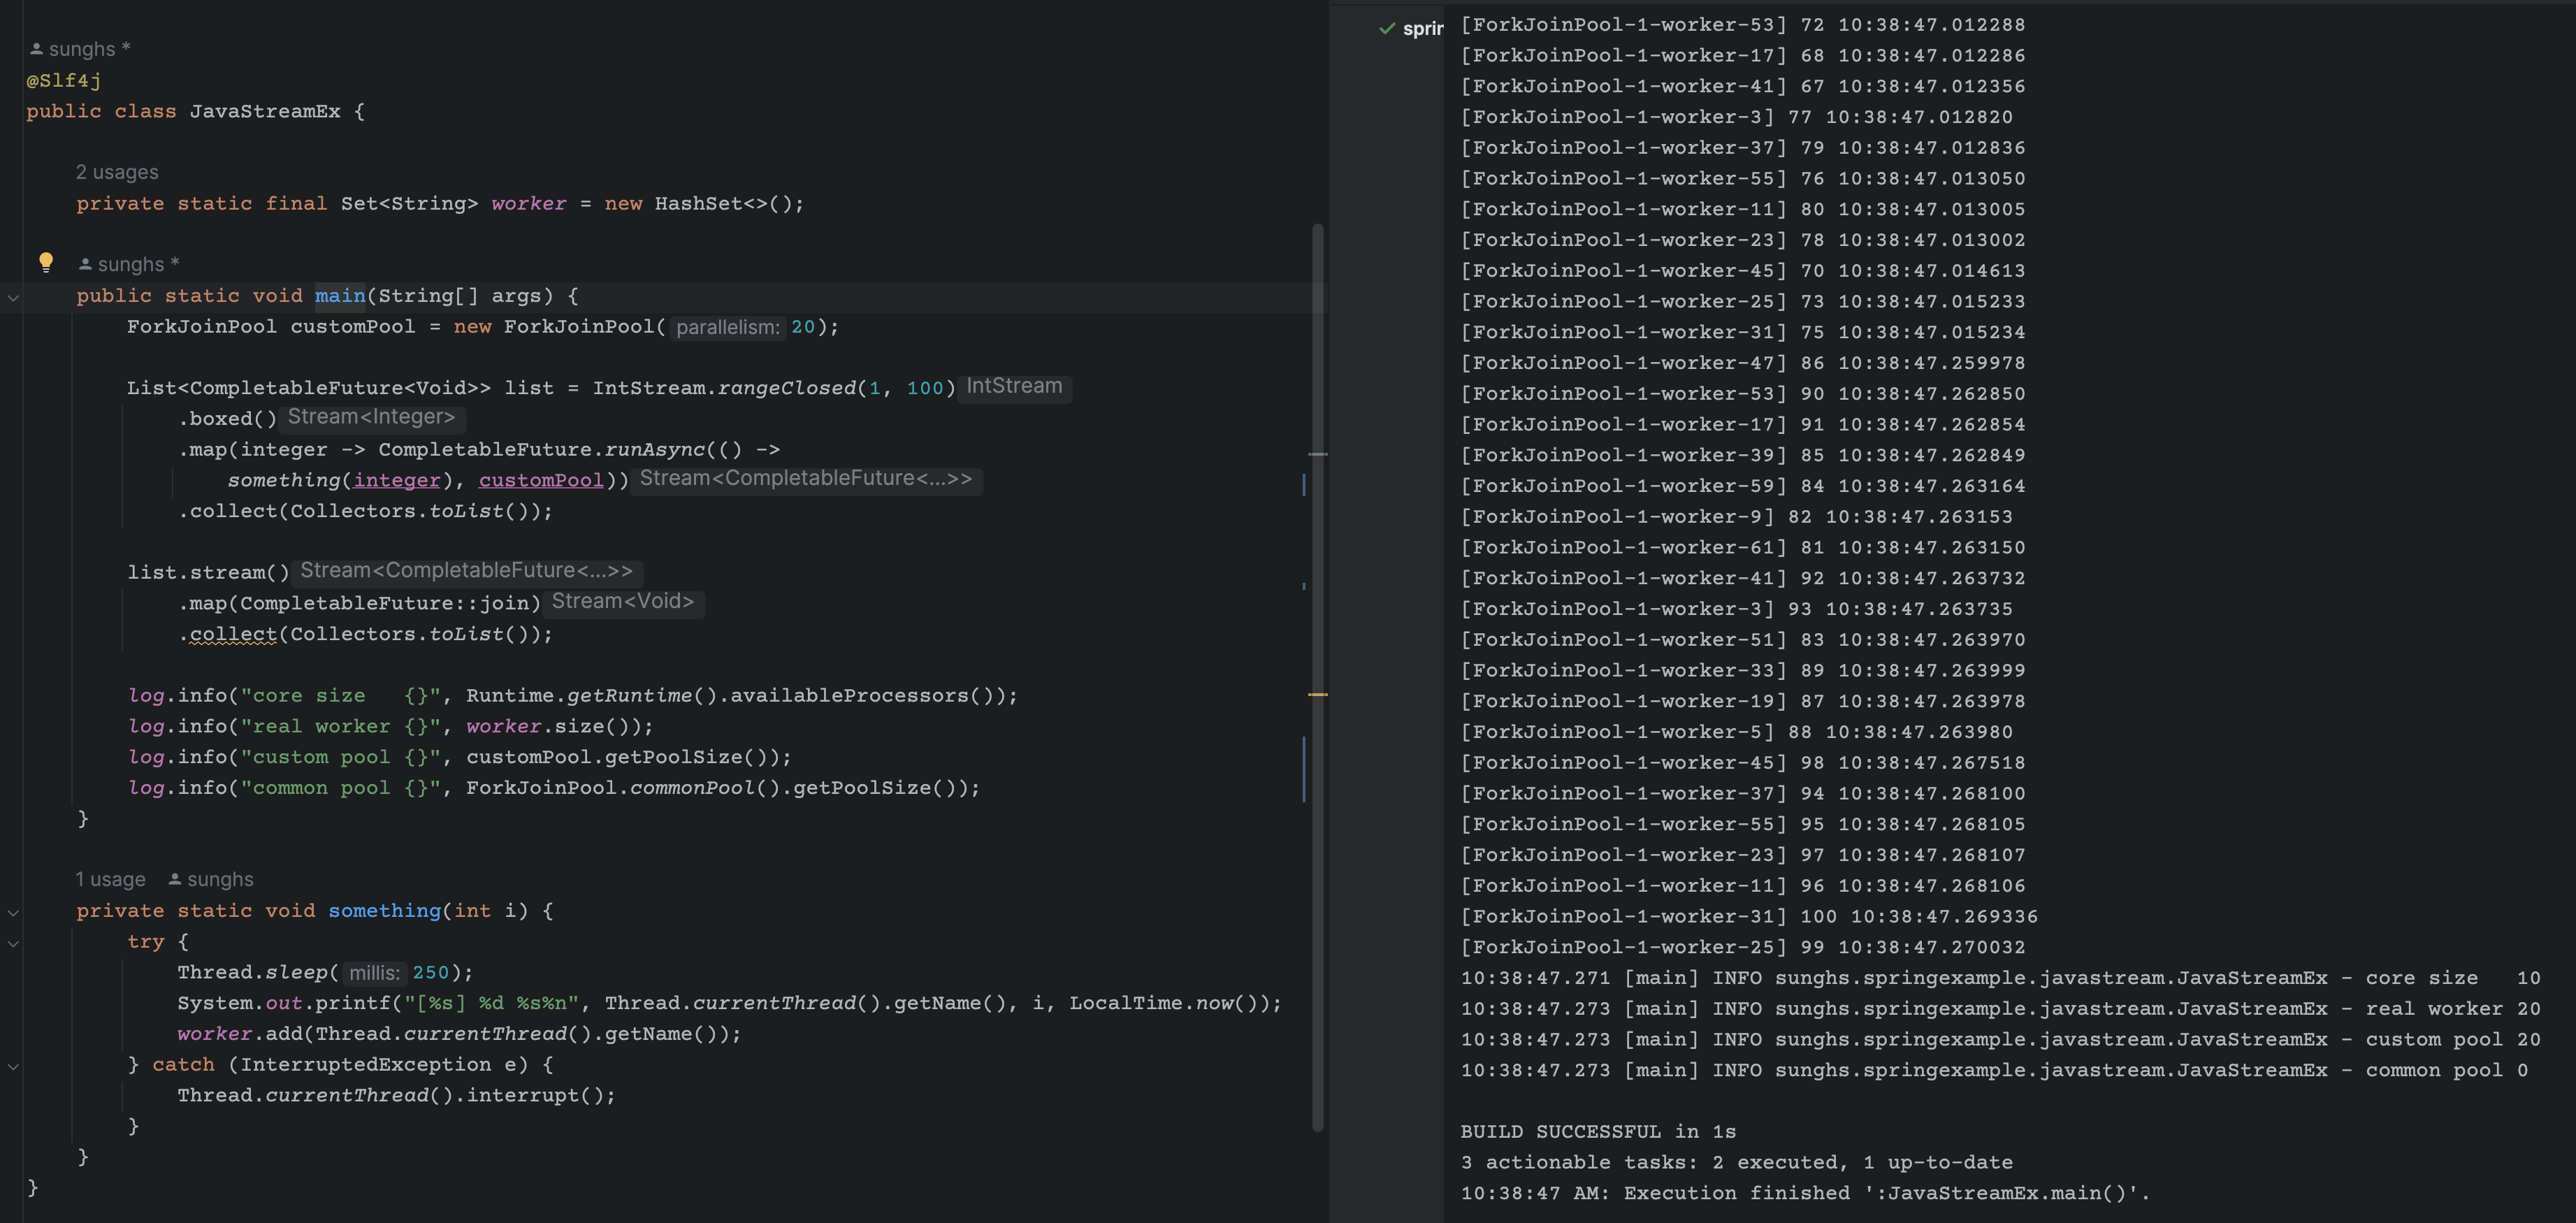 sunghs *
@Slf4j
public class JavaStreamEx {
2 usages
private static final Set<String> worker = new HashSet<>();
sunghs *
public static void main(String[] args) {
ForkJoinPool customPool = new ForkJoinPool( parallelism: 20);
List<CompletableFuture<Void>> list = IntStream.rangeClosed(1, 100) IntStream
.boxed() Stream<Integer>
.map(integer -> CompletableFuture.runAsync(() ->
something(integer), customPool)) Stream<CompletableFuture<...>>
.collect(Collectors.toList());
list.stream() Stream<CompletableFuture<...>>
.map(CompletableFuture::join) Stream<Void>
.collect(Collectors.toList());
log.info("core size   {}", Runtime.getRuntime().availableProcessors());
log.info("real worker {}", worker.size());
log.info("custom pool {}", customPool.getPoolSize());
log.info("common pool {}", ForkJoinPool.commonPool().getPoolSize());
}
1 usage sunghs
private static void something(int i) {
try {
Thread.sleep( millis: 250);
System.out.printf("[%s] %d %s%n", Thread.currentThread().getName(), i, LocalTime.now());
worker.add(Thread.currentThread().getName());
} catch (InterruptedException e) {
Thread.currentThread().interrupt();
}
}
}
sprin
[ForkJoinPool-1-worker-53] 72 10:38:47.012288
[ForkJoinPool-1-worker-17] 68 10:38:47.012286
[ForkJoinPool-1-worker-41] 67 10:38:47.012356
[ForkJoinPool-1-worker-3] 77 10:38:47.012820
[ForkJoinPool-1-worker-37] 79 10:38:47.012836
[ForkJoinPool-1-worker-55] 76 10:38:47.013050
[ForkJoinPool-1-worker-11] 80 10:38:47.013005
[ForkJoinPool-1-worker-23] 78 10:38:47.013002
[ForkJoinPool-1-worker-45] 70 10:38:47.014613
[ForkJoinPool-1-worker-25] 73 10:38:47.015233
[ForkJoinPool-1-worker-31] 75 10:38:47.015234
[ForkJoinPool-1-worker-47] 86 10:38:47.259978
[ForkJoinPool-1-worker-53] 90 10:38:47.262850
[ForkJoinPool-1-worker-17] 91 10:38:47.262854
[ForkJoinPool-1-worker-39] 85 10:38:47.262849
[ForkJoinPool-1-worker-59] 84 10:38:47.263164
[ForkJoinPool-1-worker-9] 82 10:38:47.263153
[ForkJoinPool-1-worker-61] 81 10:38:47.263150
[ForkJoinPool-1-worker-41] 92 10:38:47.263732
[ForkJoinPool-1-worker-3] 93 10:38:47.263735
[ForkJoinPool-1-worker-51] 83 10:38:47.263970
[ForkJoinPool-1-worker-33] 89 10:38:47.263999
[ForkJoinPool-1-worker-19] 87 10:38:47.263978
[ForkJoinPool-1-worker-5] 88 10:38:47.263980
[ForkJoinPool-1-worker-45] 98 10:38:47.267518
[ForkJoinPool-1-worker-37] 94 10:38:47.268100
[ForkJoinPool-1-worker-55] 95 10:38:47.268105
[ForkJoinPool-1-worker-23] 97 10:38:47.268107
[ForkJoinPool-1-worker-11] 96 10:38:47.268106
[ForkJoinPool-1-worker-31] 100 10:38:47.269336
[ForkJoinPool-1-worker-25] 99 10:38:47.270032
10:38:47.271 [main] INFO sunghs.springexample.javastream.JavaStreamEx - core size   10
10:38:47.273 [main] INFO sunghs.springexample.javastream.JavaStreamEx - real worker 20
10:38:47.273 [main] INFO sunghs.springexample.javastream.JavaStreamEx - custom pool 20
10:38:47.273 [main] INFO sunghs.springexample.javastream.JavaStreamEx - common pool 0
BUILD SUCCESSFUL in 1s
3 actionable tasks: 2 executed, 1 up-to-date
10:38:47 AM: Execution finished ':JavaStreamEx.main()'.